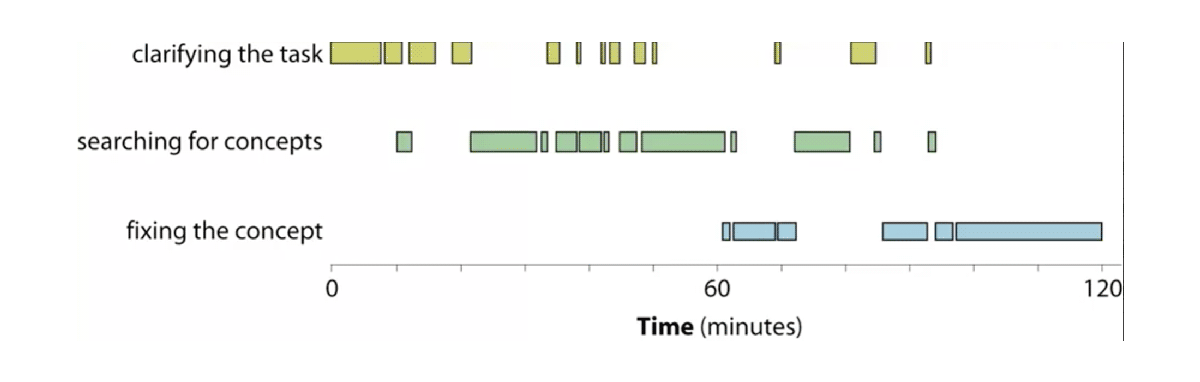 clarifying the task
searching for concepts
fixing the concept
0 60 120
Time (minutes)